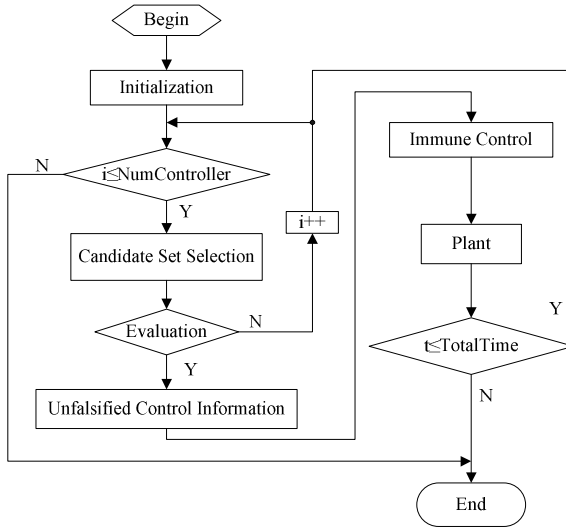 Begin
Initialization
i≤NumController
N
Y
Candidate Set Selection
Evaluation
N
Y
Unfalsified Control Information
i++
Immune Control
Plant
t≤TotalTime
Y
N
End